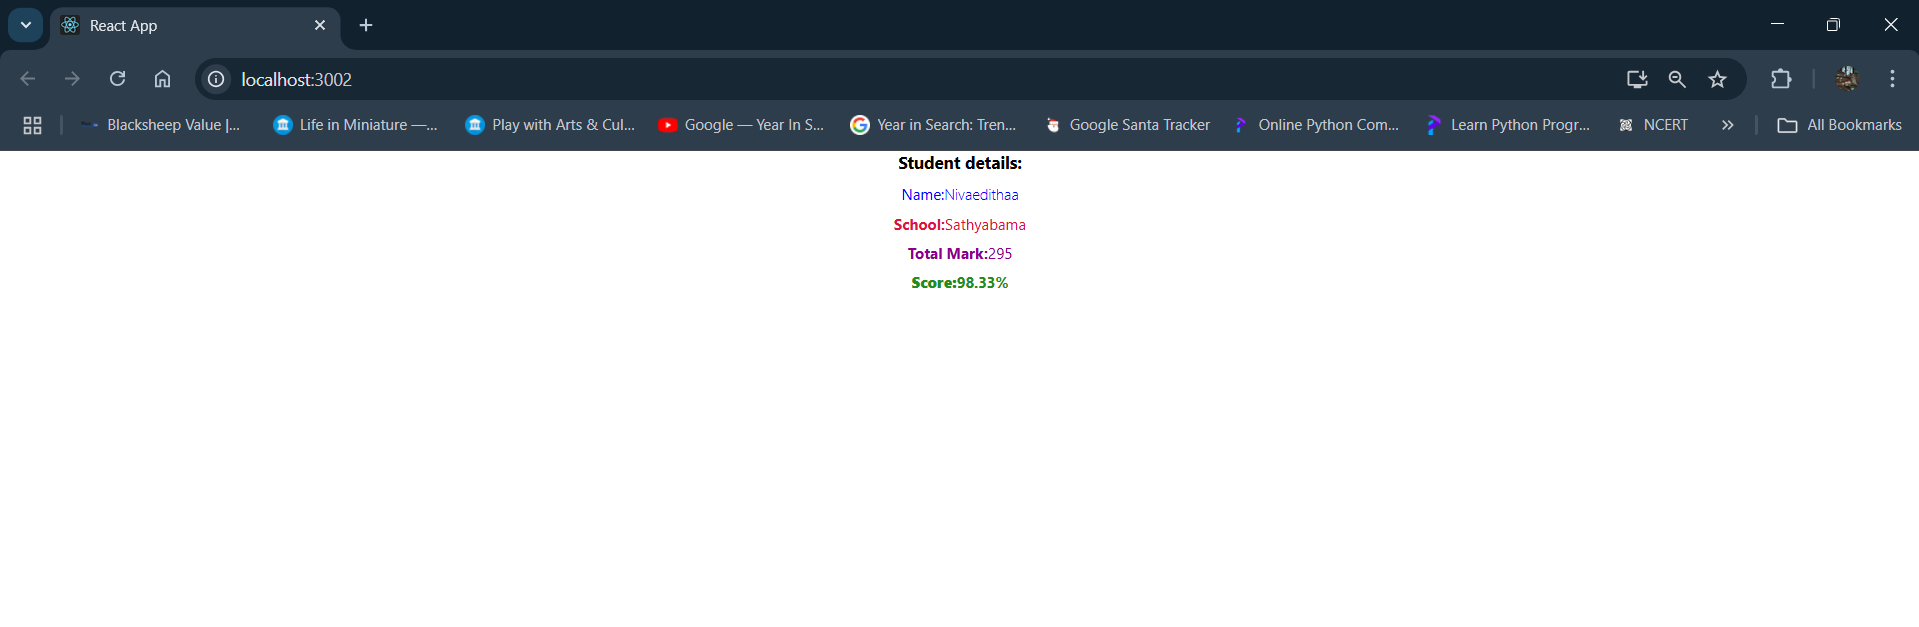 React App
localhost:3002
Blacksheep Value |... Life in Miniature —... Play with Arts & Cul... Google — Year In S... Year in Search: Tren... Google Santa Tracker Online Python Com... Learn Python Progr... NCERT All Bookmarks
Student details:
Name:Nivaedithaa
School:Sathyabama
Total Mark:295
Score:98.33%